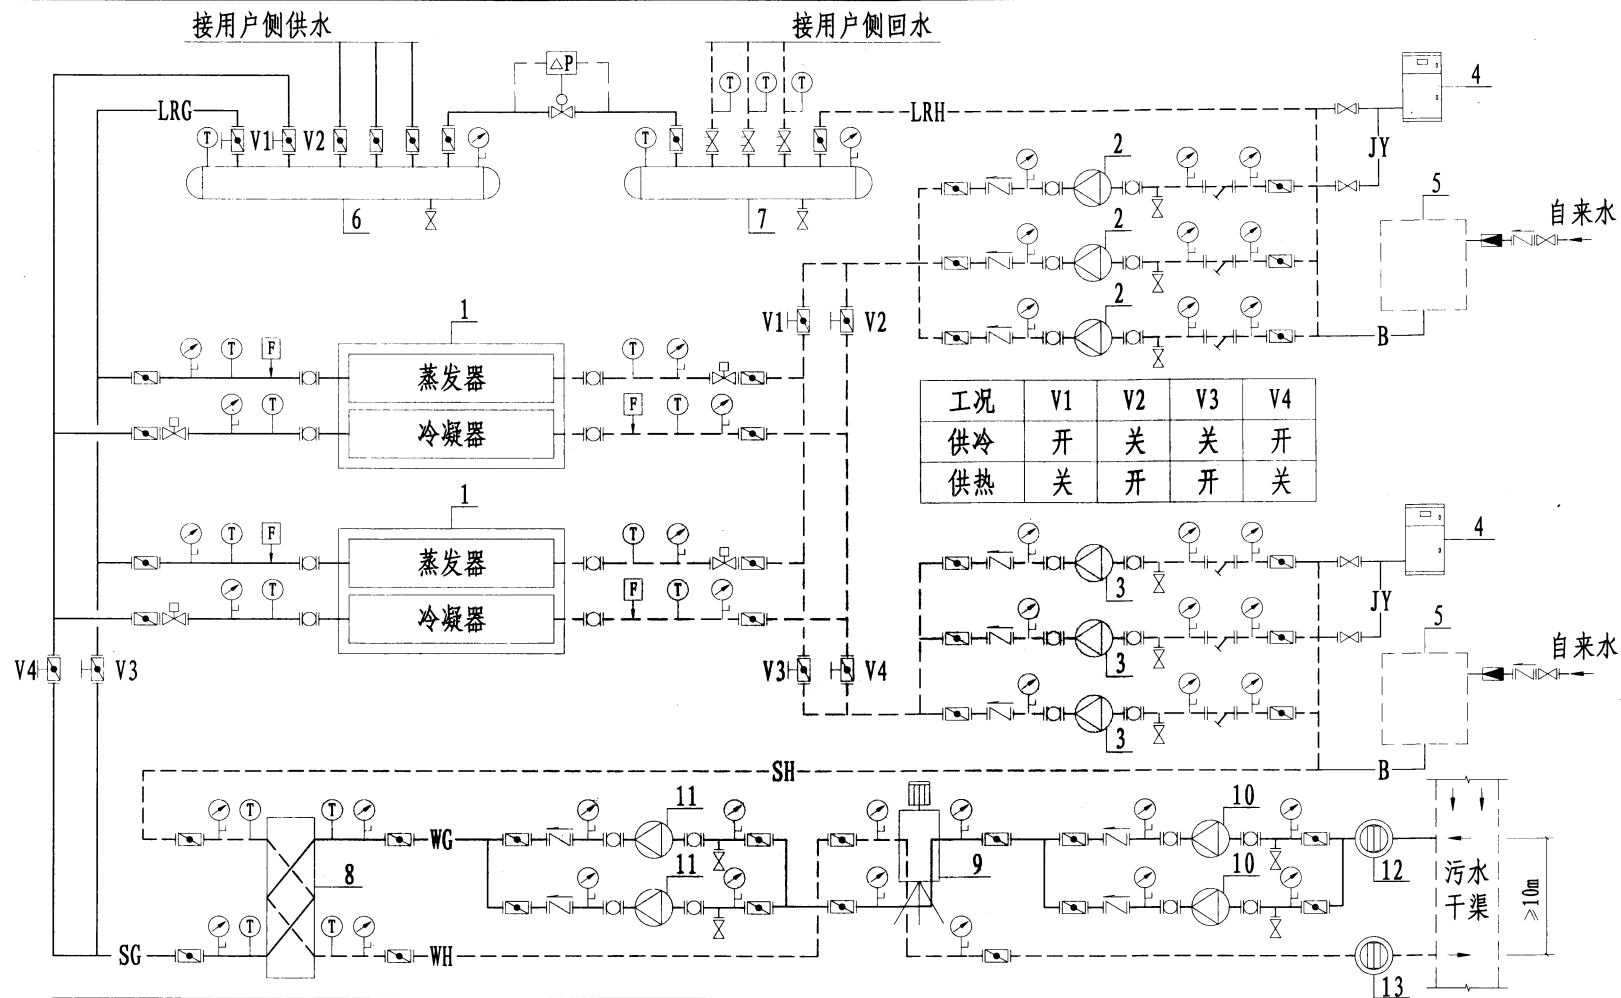 接用户侧供水
接用户侧回水
△P
4
LRG
T
T
T
LRH
T
V1
V2
T
2
JY
6
7
5
自来水
2
2
1
V1
V2
B
T
F
蒸发器
T
T
冷凝器
F
T
工况 V1 V2 V3 V4
供冷 开 关 关 开
供热 关 开 开 关
1
T
F
蒸发器
T
T
冷凝器
F
T
4
3
JY
3
5
自来水
V4
V3
V3
V4
3
SH
B
T
T
11
10
WG
8
11
9
10
12
污水
干渠
≥10m
T
T
SG
WH
13